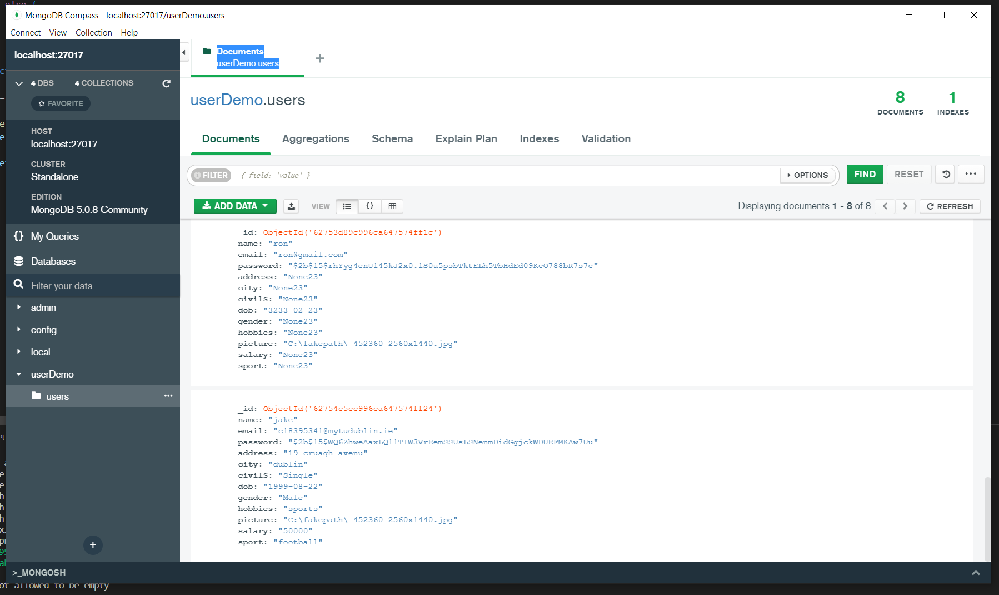 else {
MongoDB Compass - localhost:27017/userDemo.users
Connect View Collection Help
localhost:27017
4 DBS 4 COLLECTIONS
FAVORITE
HOST
localhost:27017
CLUSTER
Standalone
EDITION
MongoDB 5.0.8 Community
{} My Queries
Databases
Filter your data
admin
config
local
userDemo
users
Documents
userDemo.users
userDemo.users
8
DOCUMENTS
1
INDEXES
Documents Aggregations Schema Explain Plan Indexes Validation
FILTER { field: 'value' } OPTIONS FIND RESET
ADD DATA VIEW {} Displaying documents 1 - 8 of 8 REFRESH
_id: ObjectId('62753d89c996ca647574ff1c')
name: "ron"
email: "ron@gmail.com"
password: "$2b$15$rhYyg4enU145kJ2x0.1S0u5psbTktELh5TbHdEd09KcO788bR7s7e"
address: "None23"
city: "None23"
civilS: "None23"
dob: "3233-02-23"
gender: "None23"
hobbies: "None23"
picture: "C:\fakepath\_452360_2560x1440.jpg"
salary: "None23"
sport: "None23"
_id: ObjectId('62754c5cc996ca647574ff24')
name: "jake"
email: "c18395341@mytudublin.ie"
password: "$2b$15$WQ6ZhweAaxLQ11TIW3VrEemSSUsLSNenmDidGgjckWDUEFMKAw7Uu"
address: "19 cruagh avenu"
city: "dublin"
civilS: "Single"
dob: "1999-08-22"
gender: "Male"
hobbies: "sports"
picture: "C:\fakepath\_452360_2560x1440.jpg"
salary: "50000"
sport: "football"
>_MONGOSH
ot allowed to be empty